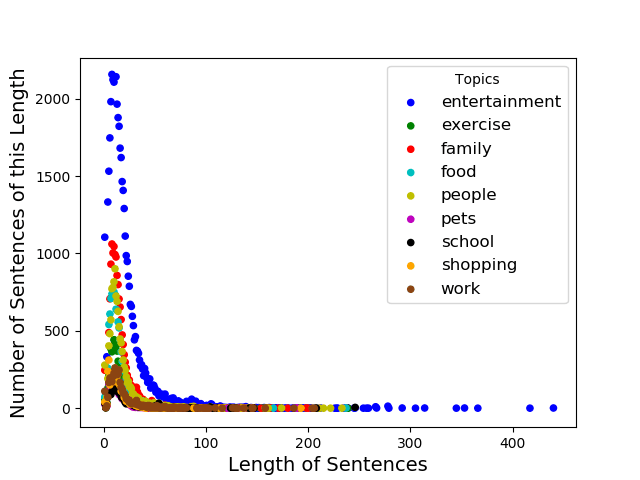 Topics
entertainment
exercise
family
food
people
pets
school
shopping
work
Number of Sentences of this Length
2000
1500
1000
500
0
0 100 200 300 400
Length of Sentences